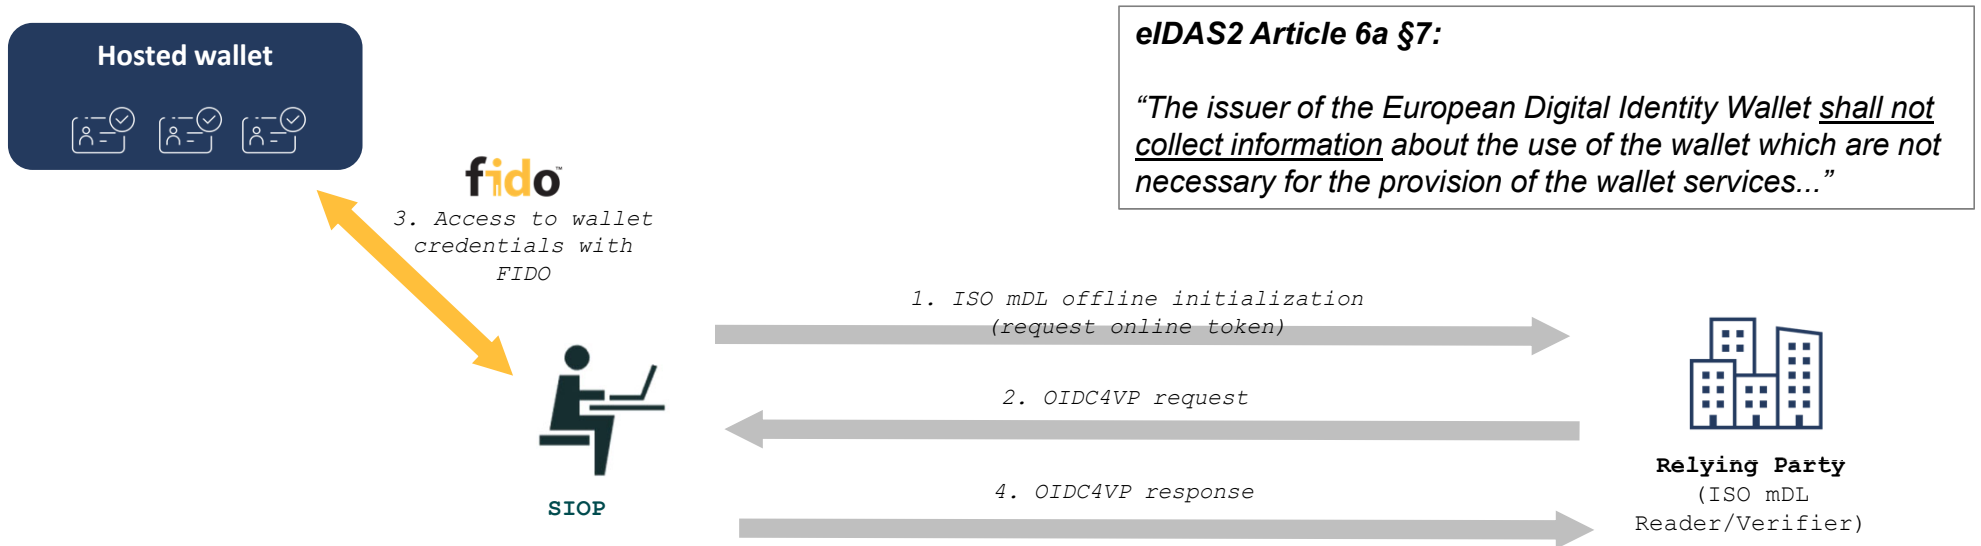 Hosted wallet
eIDAS2 Article 6a §7:
“The issuer of the European Digital Identity Wallet shall not
collect information about the use of the wallet which are not
necessary for the provision of the wallet services...”
fido™
3. Access to wallet
credentials with
FIDO
1. ISO mDL offline initialization
(request online token)
2. OIDC4VP request
4. OIDC4VP response
SIOP
Relying Party
(ISO mDL
Reader/Verifier)